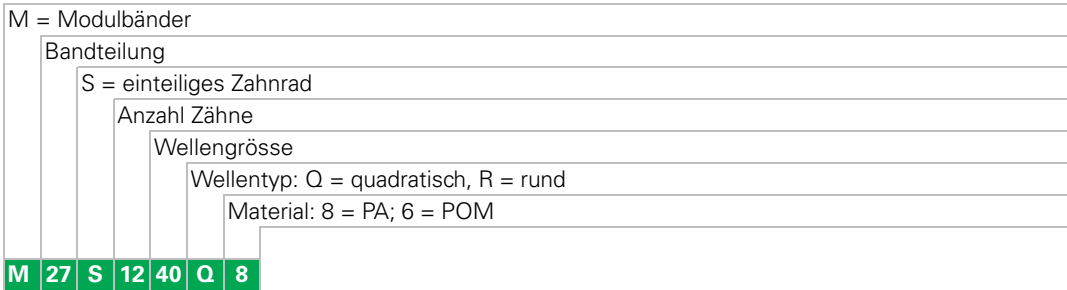 M = Modulbänder
Bandteilung
S = einteiliges Zahnrad
Anzahl Zähne
Wellengrösse
Wellentyp: Q = quadratisch, R = rund
Material: 8 = PA; 6 = POM
M 27 S 12 40 Q 8